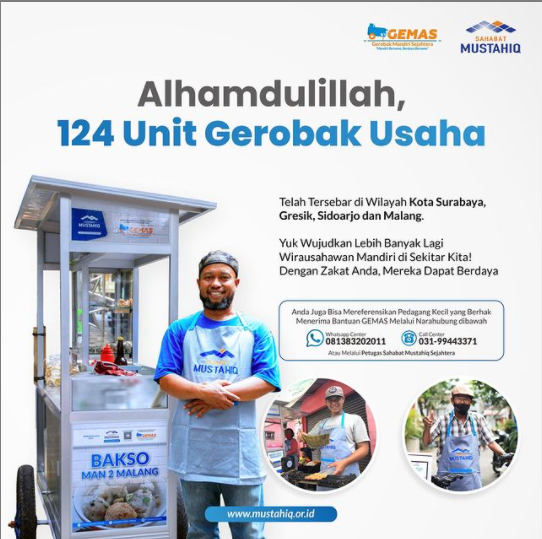 GEMAS
Gerobak Mandiri Sejahtera
SAHABAT
MUSTAHIQ
Alhamdulillah,
124 Unit Gerobak Usaha
Telah Tersebar di Wilayah Kota Surabaya,
Gresik, Sidoarjo dan Malang.
Yuk Wujudkan Lebih Banyak Lagi
Wirausahawan Mandiri di Sekitar Kita!
Dengan Zakat Anda, Mereka Dapat Berdaya
Anda Juga Bisa Mereferensikan Pedagang Kecil yang Berhak
Menerima Bantuan GEMAS Melalui Narahubung dibawah
Whatsapp Center
081383202011
Call Center
031-99443371
Atau Melalui Petugas Sahabat Mustahiq Sejahtera
MUSTAHIQ
GEMAS
MUSTAHIQ
GEMAS
BAKSO
MAN 2 MALANG
www.mustahiq.or.id